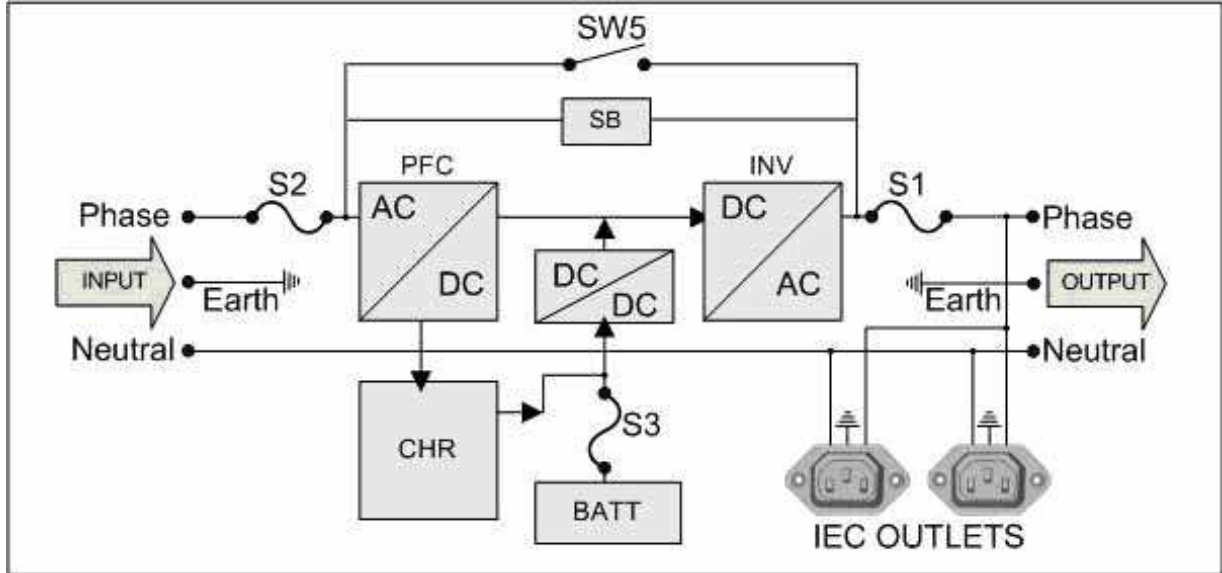 SW5
SB
PFC
INV
S2
S1
Phase
AC
DC
DC
AC
Phase
INPUT
Earth
DC
DC
Earth
OUTPUT
Neutral
Neutral
CHR
S3
BATT
IEC OUTLETS